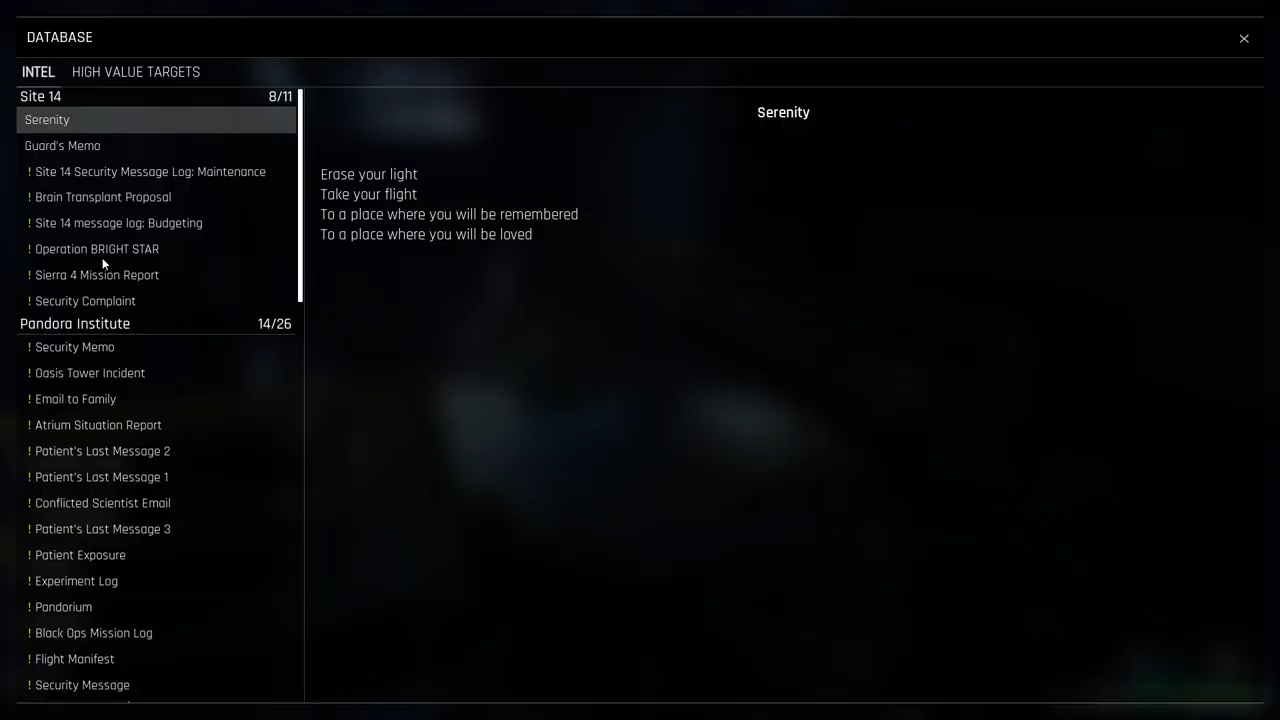 DATABASE ×
INTEL HIGH VALUE TARGETS
Site 14 8/11
Serenity
Guard's Memo
! Site 14 Security Message Log: Maintenance
! Brain Transplant Proposal
! Site 14 message log: Budgeting
! Operation BRIGHT STAR
! Sierra 4 Mission Report
! Security Complaint
Pandora Institute 14/26
! Security Memo
! Oasis Tower Incident
! Email to Family
! Atrium Situation Report
! Patient's Last Message 2
! Patient's Last Message 1
! Conflicted Scientist Email
! Patient's Last Message 3
! Patient Exposure
! Experiment Log
! Pandorium
! Black Ops Mission Log
! Flight Manifest
! Security Message
Serenity
Erase your light
Take your flight
To a place where you will be remembered
To a place where you will be loved